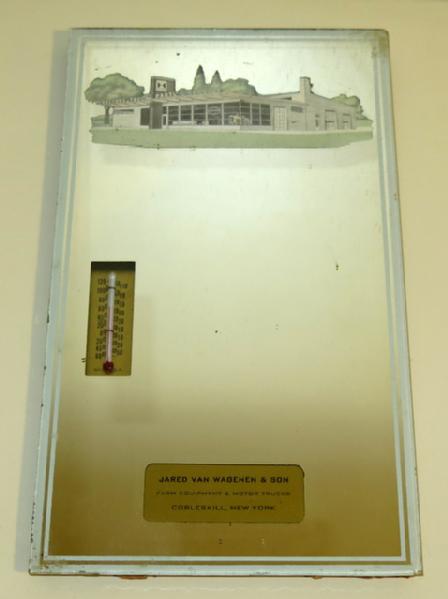 JARED VAN WAGENEN & SON
FARM EQUIPMENT & MOTOR TRUCKS
COBLESKILL, NEW YORK